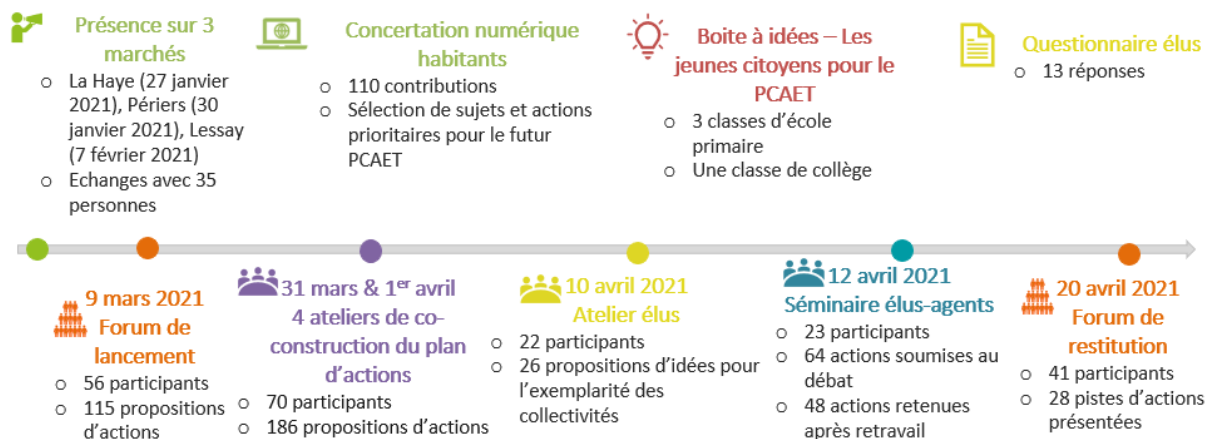 Présence sur 3
marchés
o La Haye (27 janvier
2021), Périers (30
janvier 2021), Lessay
(7 février 2021)
o Echanges avec 35
personnes
Concertation numérique
habitants
o 110 contributions
o Sélection de sujets et actions
prioritaires pour le futur
PCAET
Boite à idées – Les
jeunes citoyens pour le
PCAET
o 3 classes d'école
primaire
o Une classe de collège
Questionnaire élus
o 13 réponses
9 mars 2021
Forum de
lancement
o 56 participants
o 115 propositions
d'actions
31 mars & 1er avril
4 ateliers de co-
construction du plan
d'actions
o 70 participants
o 186 propositions d'actions
10 avril 2021
Atelier élus
o 22 participants
o 26 propositions d'idées pour
l'exemplarité des
collectivités
12 avril 2021
Séminaire élus-agents
o 23 participants
o 64 actions soumises au
débat
o 48 actions retenues
après retravail
20 avril 2021
Forum de
restitution
o 41 participants
o 28 pistes d'actions
présentées